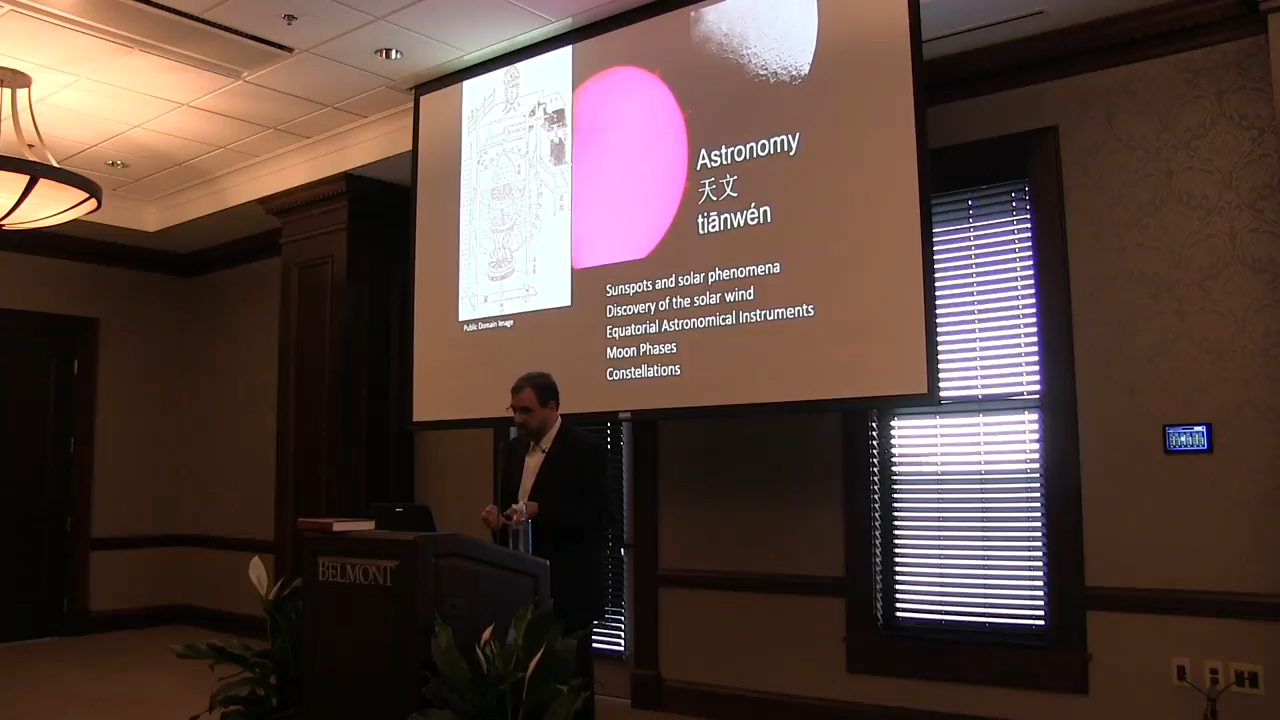 Astronomy
天文
tiānwén
Sunspots and solar phenomena
Discovery of the solar wind
Equatorial Astronomical Instruments
Moon Phases
Constellations
Public Domain Image
BELMONT